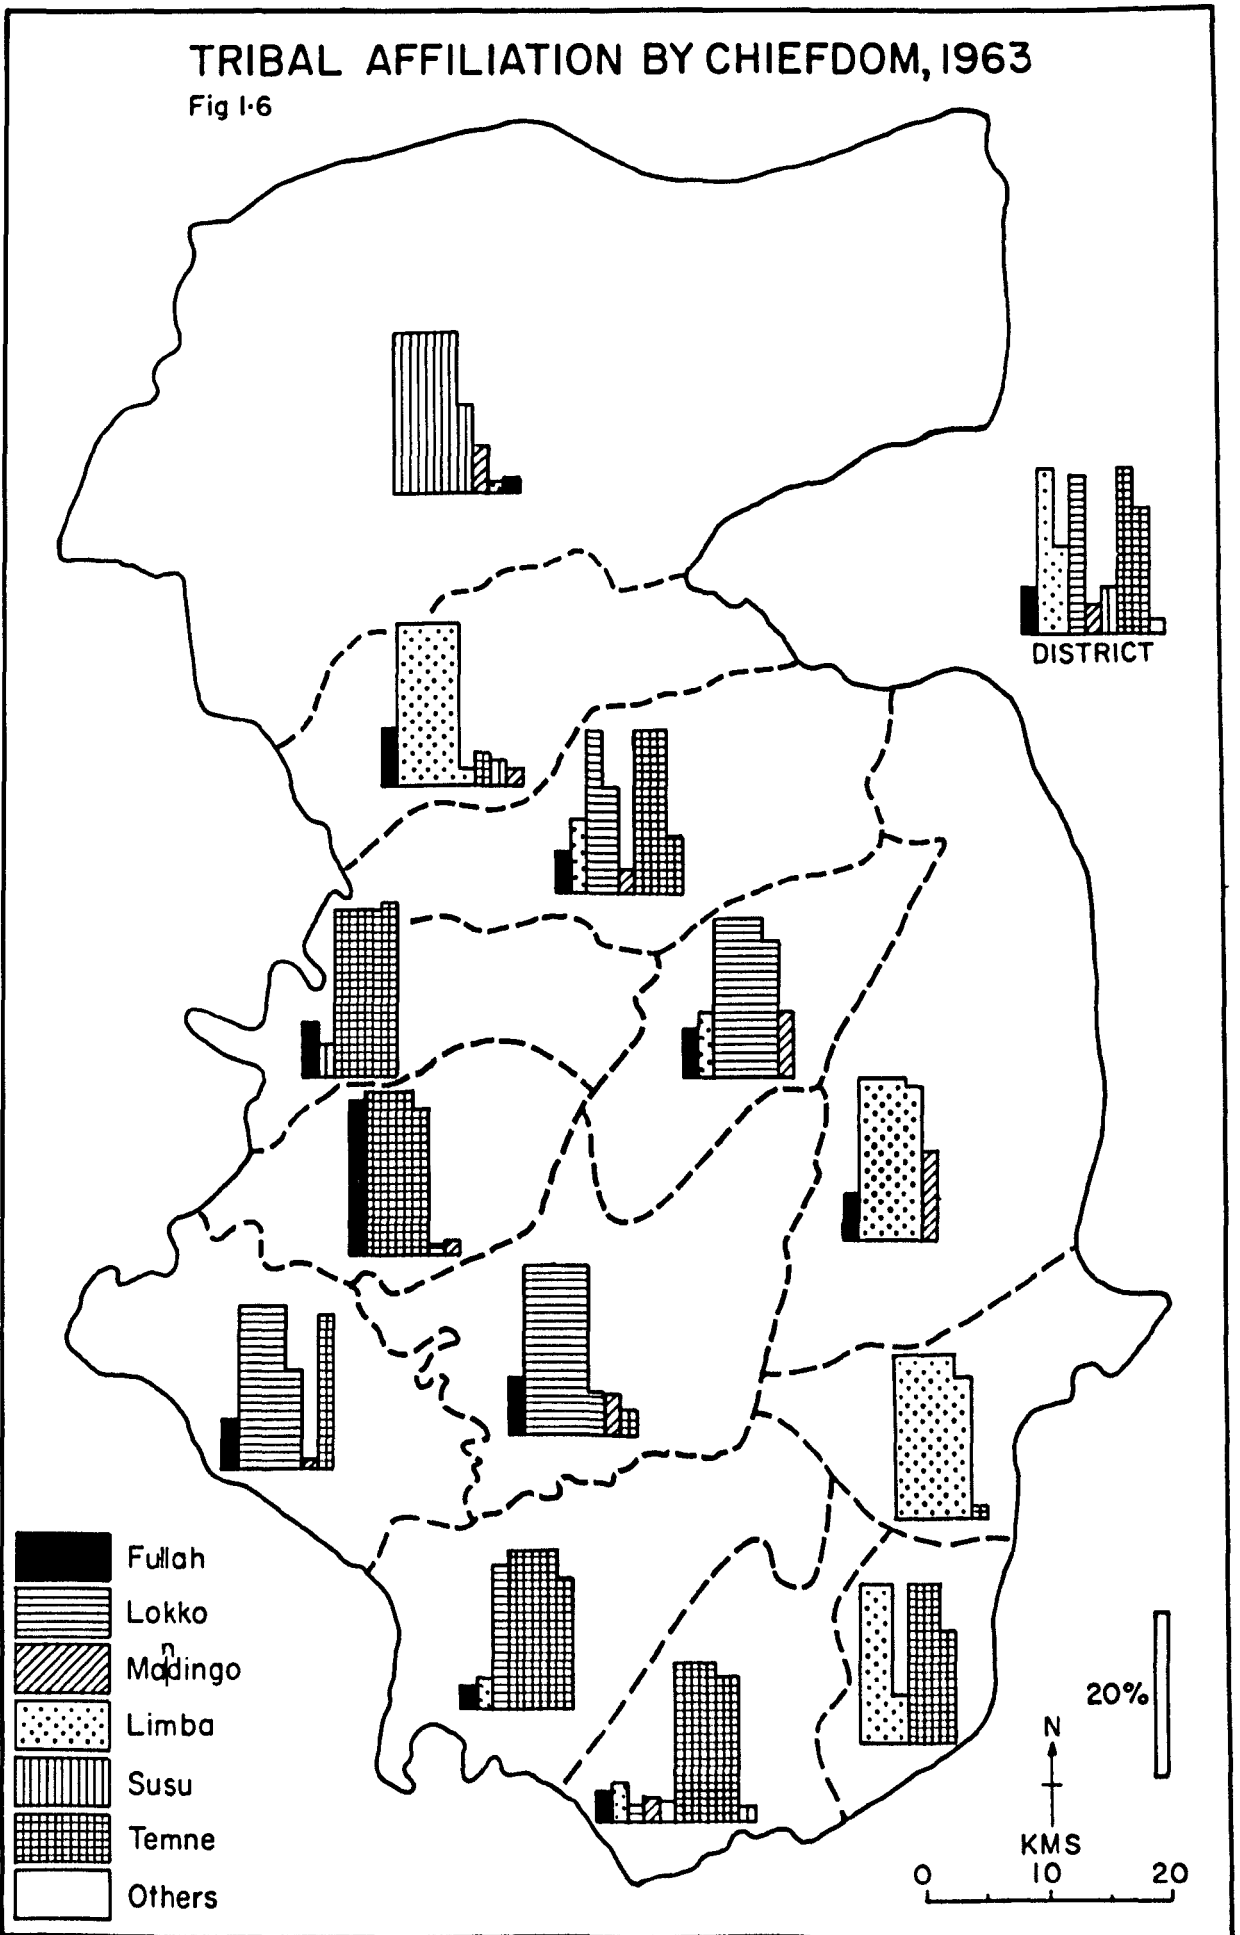 TRIBAL AFFILIATION BY CHIEFDOM, 1963
Fig 1·6
DISTRICT
Fullah
Lokko
Mandingo
Limba
Susu
Temne
Others
20%
N
KMS
0 10 20